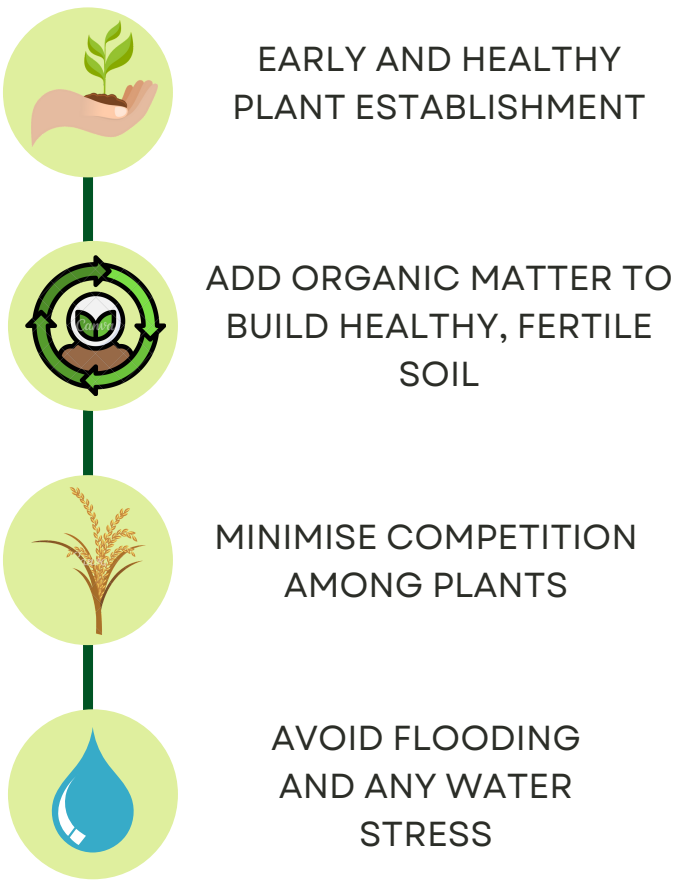 EARLY AND HEALTHY
PLANT ESTABLISHMENT
Canva
ADD ORGANIC MATTER TO
BUILD HEALTHY, FERTILE
SOIL
MINIMISE COMPETITION
AMONG PLANTS
AVOID FLOODING
AND ANY WATER
STRESS